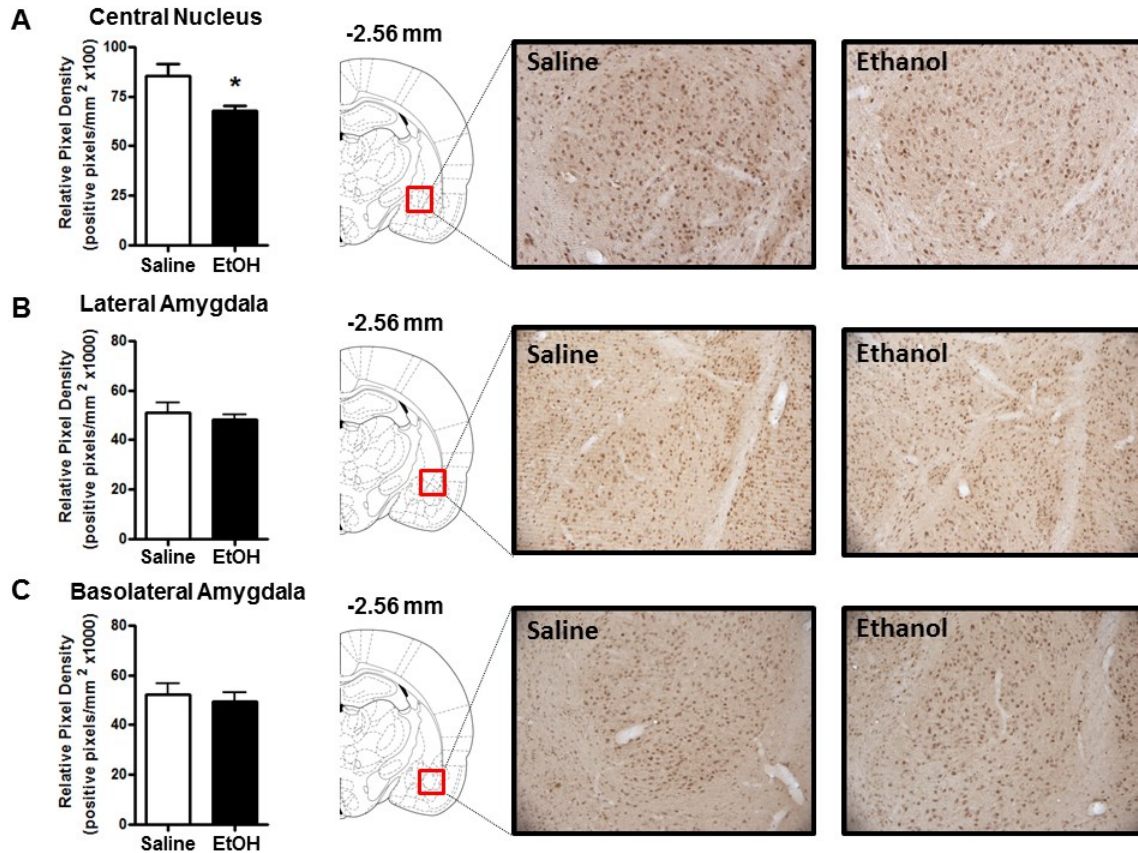 A
Central Nucleus
Relative Pixel Density
(positive pixels/mm ² x100)
100
75
50
25
0
*
Saline EtOH
-2.56 mm
Saline
Ethanol
B
Lateral Amygdala
Relative Pixel Density
(positive pixels/mm ² x1000)
80
60
40
20
0
Saline EtOH
-2.56 mm
Saline
Ethanol
C
Basolateral Amygdala
Relative Pixel Density
(positive pixels/mm ² x1000)
80
60
40
20
0
Saline EtOH
-2.56 mm
Saline
Ethanol